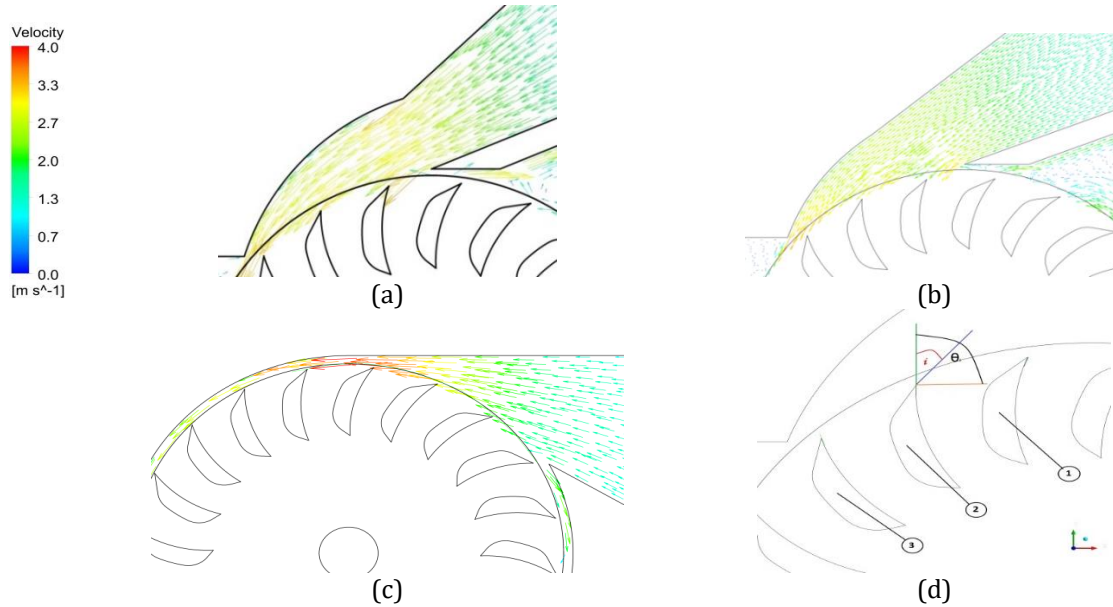 Velocity
4.0
3.3
2.7
2.0
1.3
0.7
0.0
[m s^-1]
(a)
(b)
(c)
i
θ
1
2
3
(d)